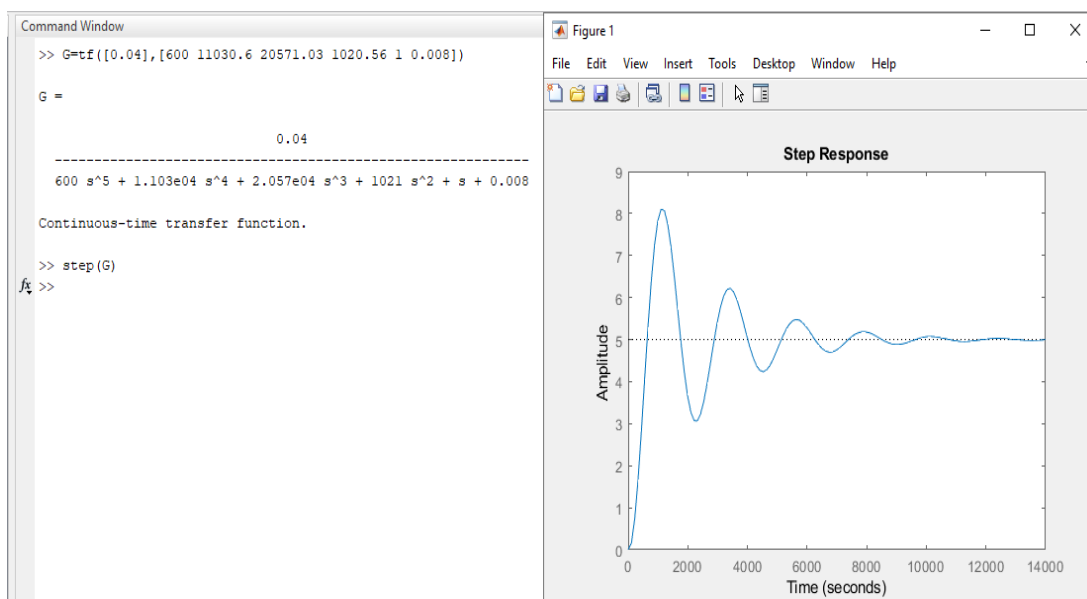 Command Window
>> G=tf([0.04],[600 11030.6 20571.03 1020.56 1 0.008])
G =
0.04
-----------------------------------------------------------
600 s^5 + 1.103e04 s^4 + 2.057e04 s^3 + 1021 s^2 + s + 0.008
Continuous-time transfer function.
>> step(G)
fx >>
Figure 1
File Edit View Insert Tools Desktop Window Help
Step Response
Amplitude
9
8
7
6
5
4
3
2
1
0
0 2000 4000 6000 8000 10000 12000 14000
Time (seconds)